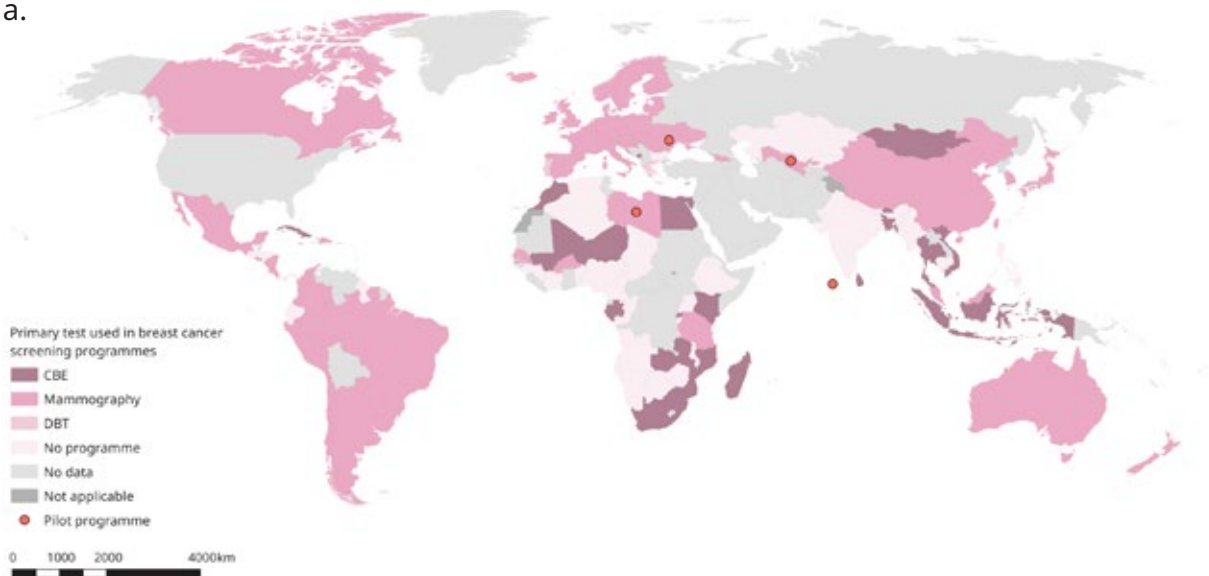 a.
Primary test used in breast cancer
screening programmes
CBE
Mammography
DBT
No programme
No data
Not applicable
Pilot programme
0 1000 2000 4000km